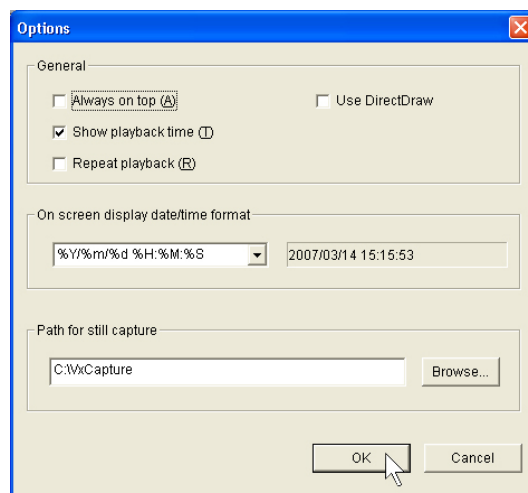 Options
General
Always on top (A)
Use DirectDraw
Show playback time (T)
Repeat playback (R)
On screen display date/time format
%Y/%m/%d %H:%M:%S
2007/03/14 15:15:53
Path for still capture
C:\VxCapture
Browse...
OK
Cancel